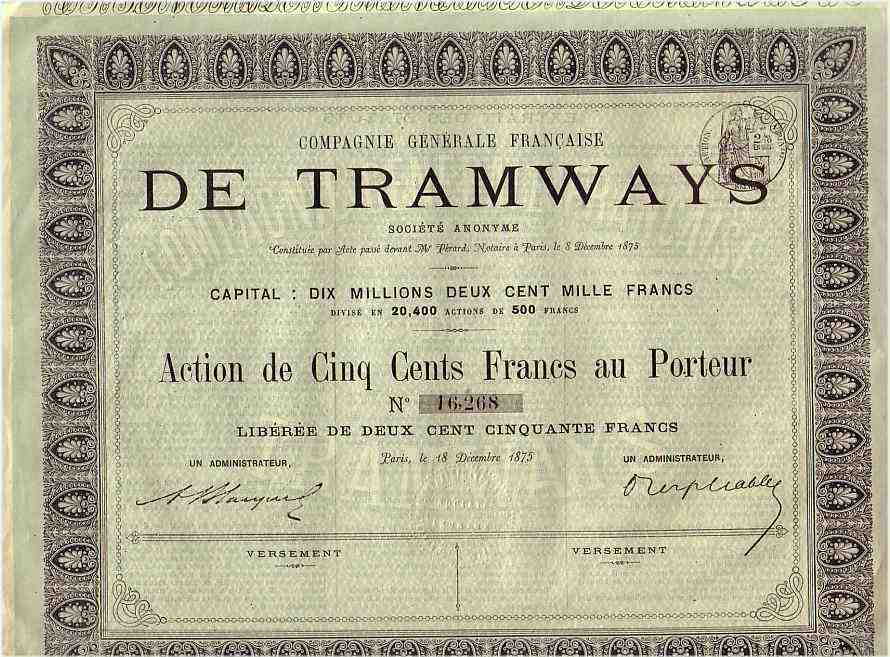 COMPAGNIE GÉNÉRALE FRANÇAISE
DE TRAMWAYS
SOCIÉTÉ ANONYME
Constituée par Acte passé devant Me Pérard, Notaire à Paris, le 8 Décembre 1875
CAPITAL : DIX MILLIONS DEUX CENT MILLE FRANCS
DIVISÉ EN 20,400 ACTIONS DE 500 FRANCS
Action de Cinq Cents Francs au Porteur
No 16.268
LIBÉRÉE DE DEUX CENT CINQUANTE FRANCS
Paris, le 18 Décembre 1875
UN ADMINISTRATEUR,
UN ADMINISTRATEUR,
VERSEMENT
VERSEMENT